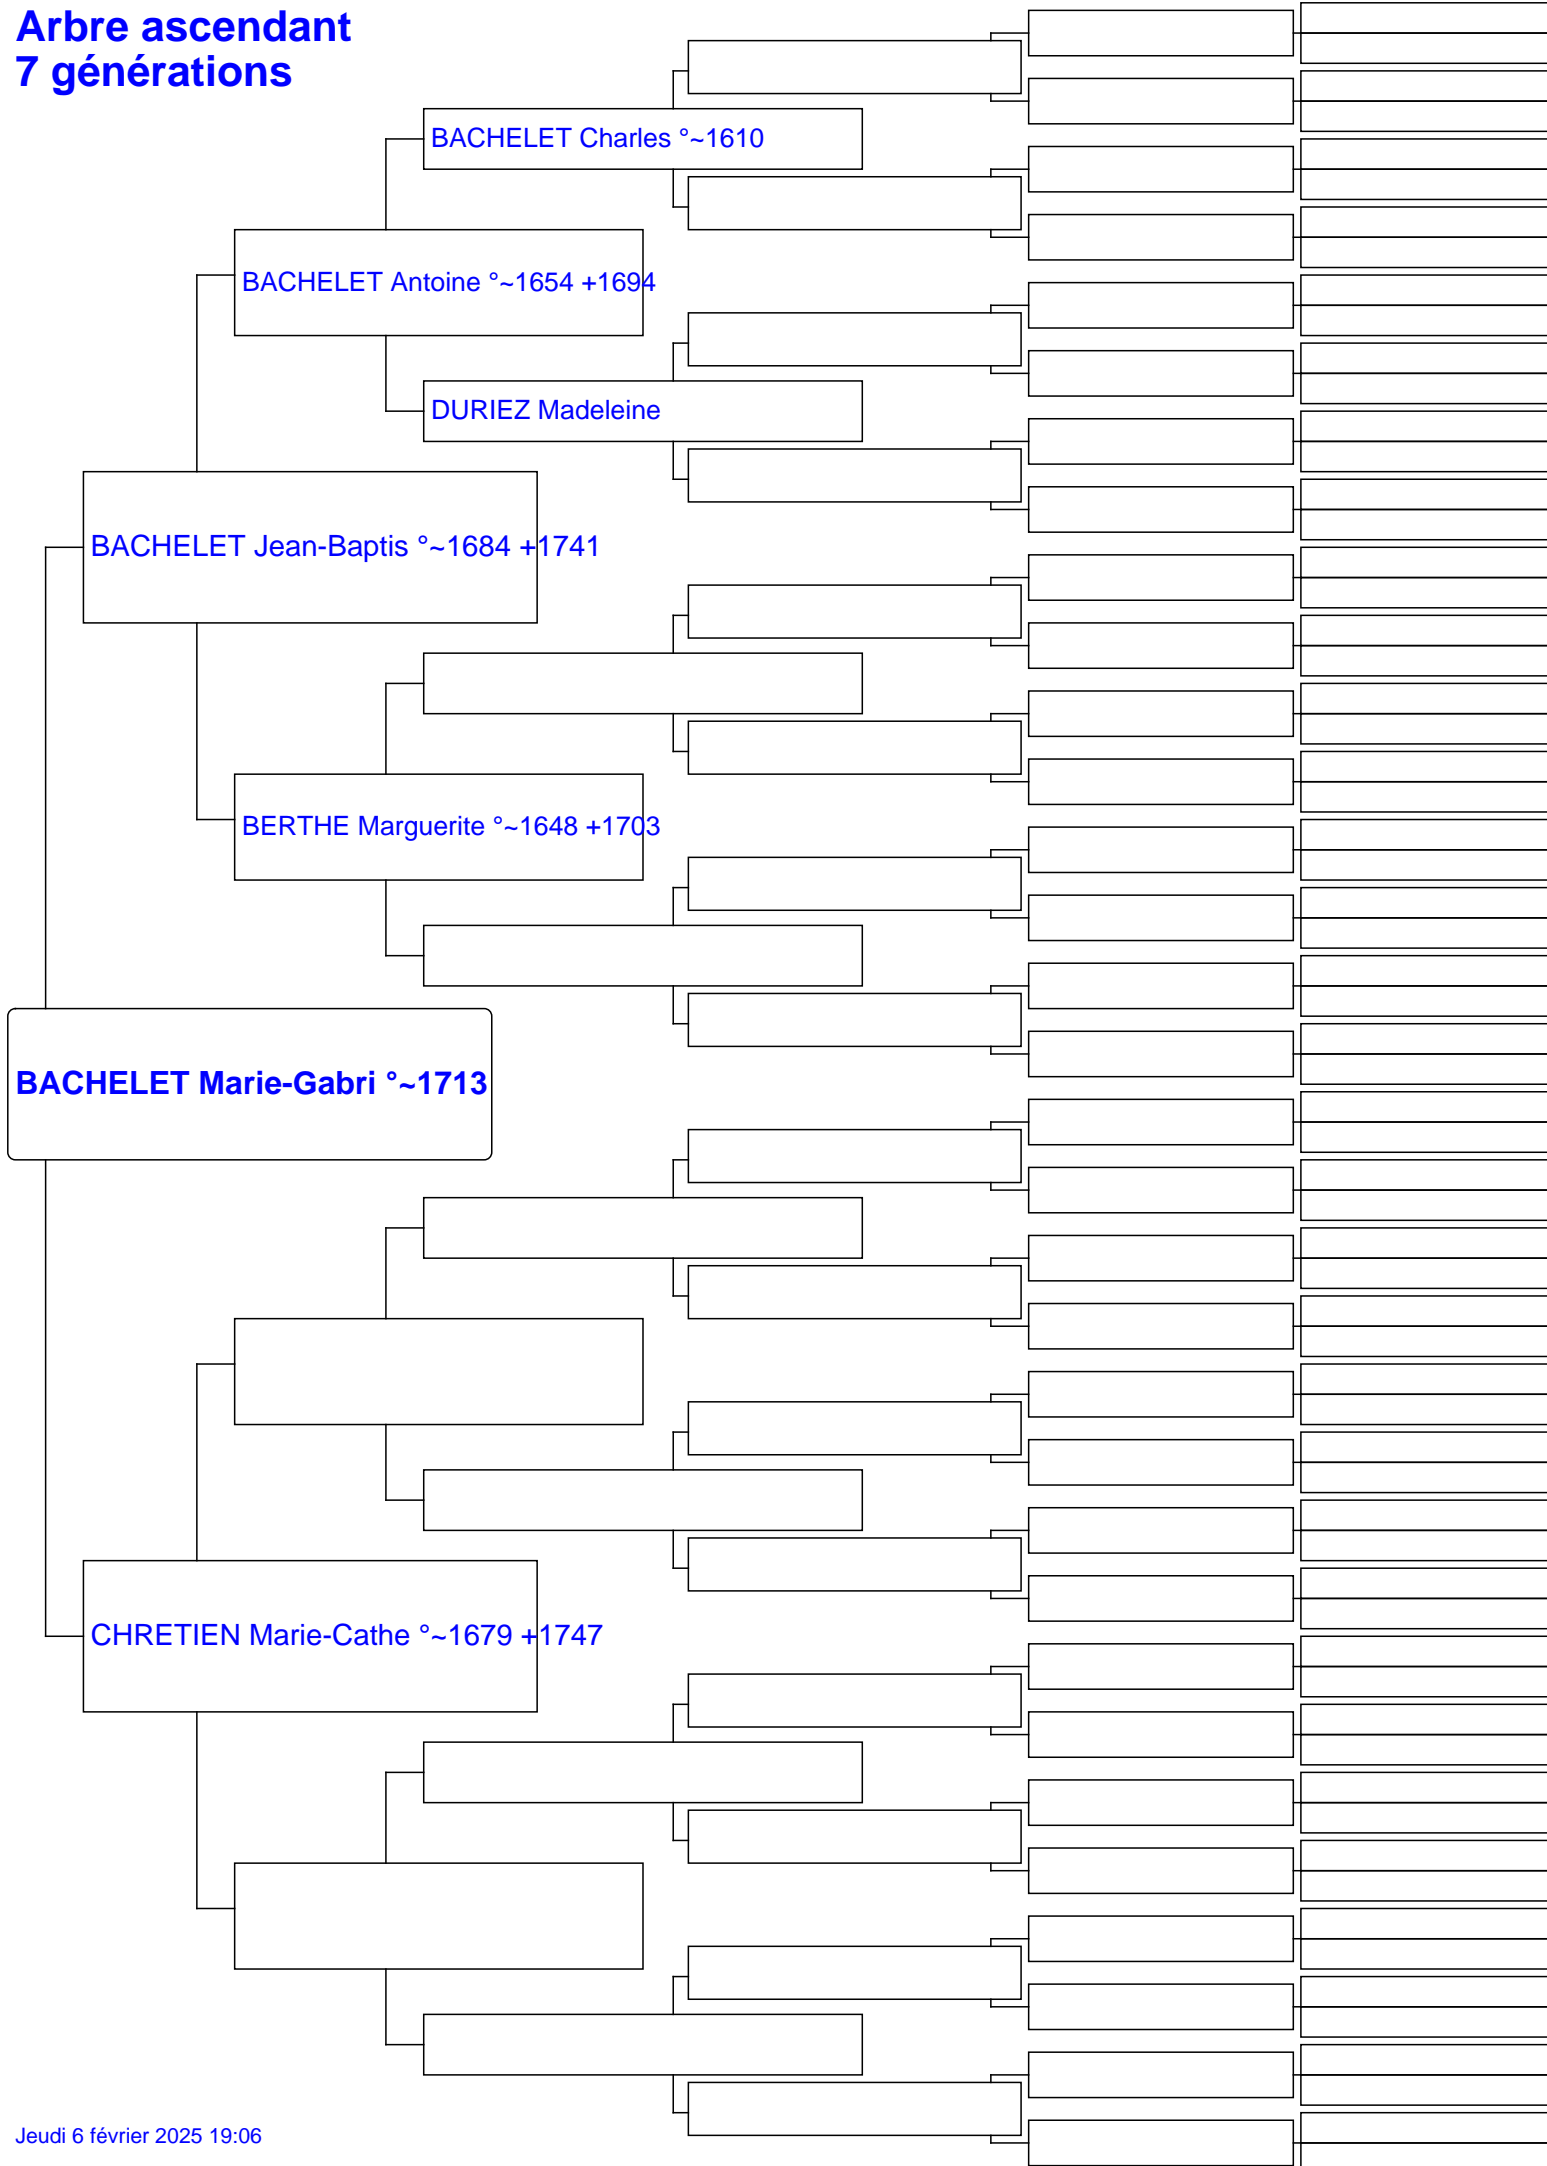 Arbre ascendant
7 générations
BACHELET Charles °~1610
BACHELET Antoine °~1654 +1694
DURIEZ Madeleine
BACHELET Jean-Baptis °~1684 +1741
BERTHE Marguerite °~1648 +1703
BACHELET Marie-Gabri °~1713
CHRETIEN Marie-Cathe °~1679 +1747
Jeudi 6 février 2025 19:06